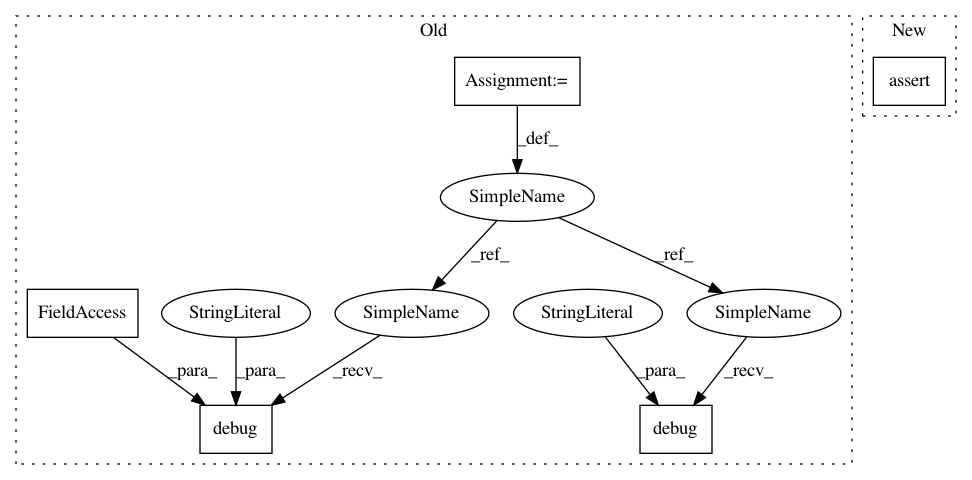 Old
New
Assignment:=
assert
_def_
SimpleName
_ref_
_ref_
FieldAccess
StringLiteral
SimpleName
StringLiteral
SimpleName
_para_
_para_
_recv_
_para_
_recv_
debug
debug